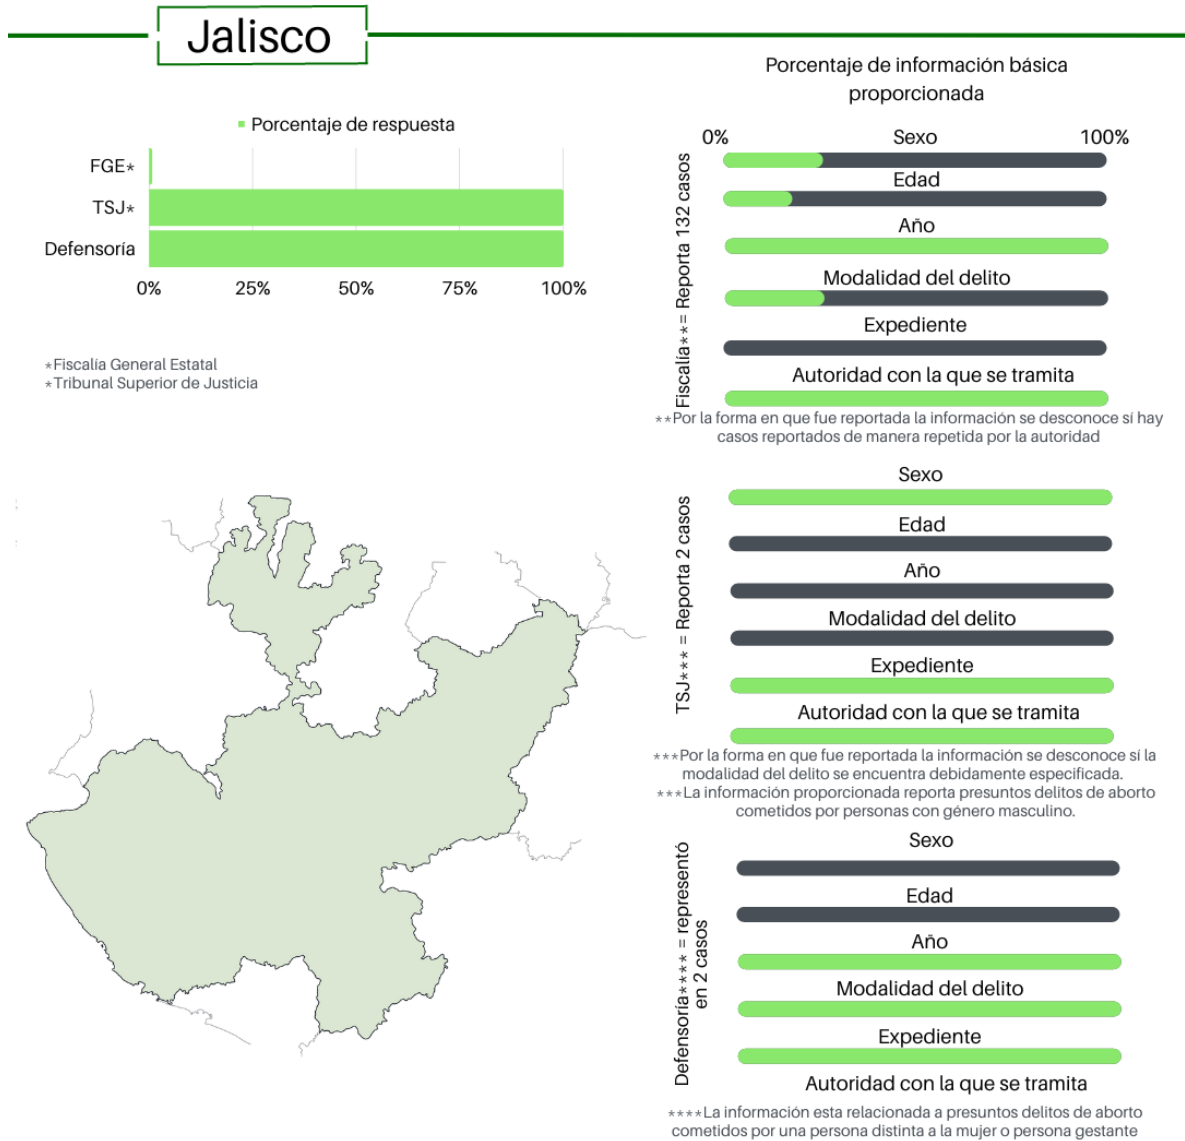 Jalisco
Porcentaje de respuesta
FGE*
TSJ*
Defensoría
0% 25% 50% 75% 100%
*Fiscalía General Estatal
*Tribunal Superior de Justicia
Porcentaje de información básica
proporcionada
0% 100%
Fiscalía**= Reporta 132 casos
Sexo
Edad
Año
Modalidad del delito
Expediente
Autoridad con la que se tramita
**Por la forma en que fue reportada la información se desconoce sí hay
casos reportados de manera repetida por la autoridad
TSJ*** = Reporta 2 casos
Sexo
Edad
Año
Modalidad del delito
Expediente
Autoridad con la que se tramita
***Por la forma en que fue reportada la información se desconoce sí la
modalidad del delito se encuentra debidamente especificada.
***La información proporcionada reporta presuntos delitos de aborto
cometidos por personas con género masculino.
Defensoría**** = representó
en 2 casos
Sexo
Edad
Año
Modalidad del delito
Expediente
Autoridad con la que se tramita
****La información esta relacionada a presuntos delitos de aborto
cometidos por una persona distinta a la mujer o persona gestante